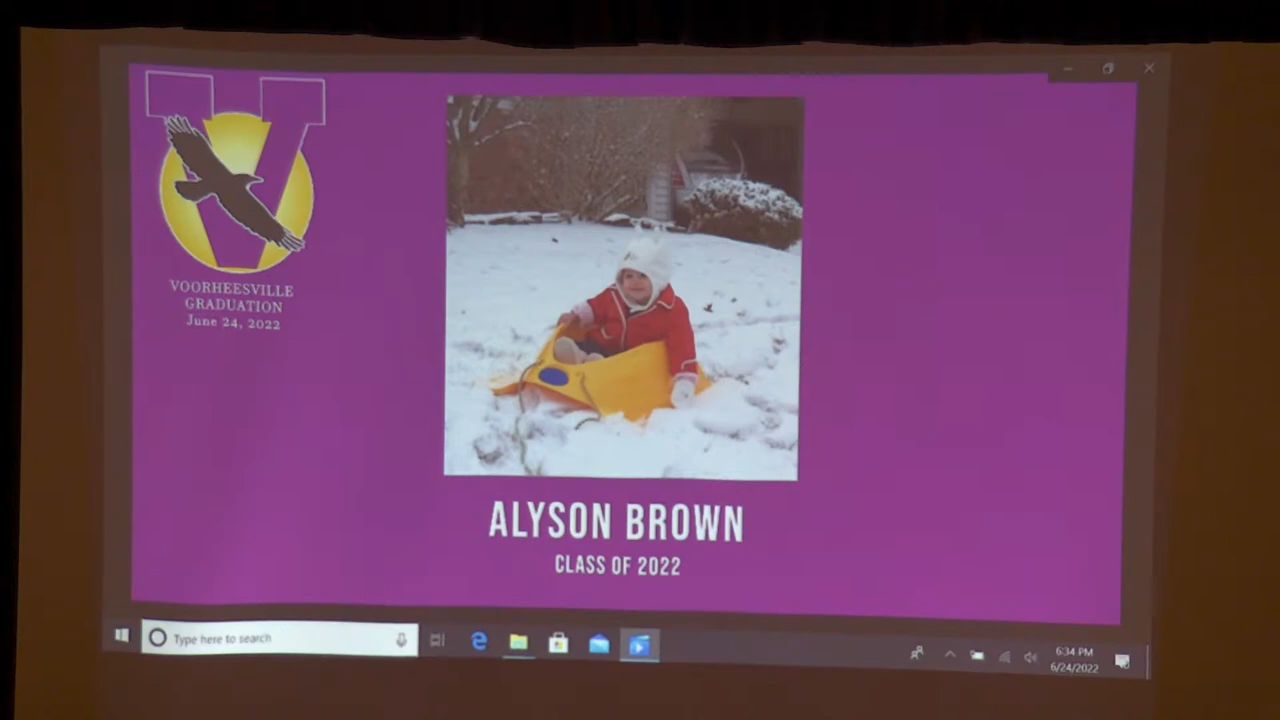 VOORHEESVILLE
GRADUATION
June 24, 2022
ALYSON BROWN
CLASS OF 2022
Type here to search
6:34 PM
6/24/2022